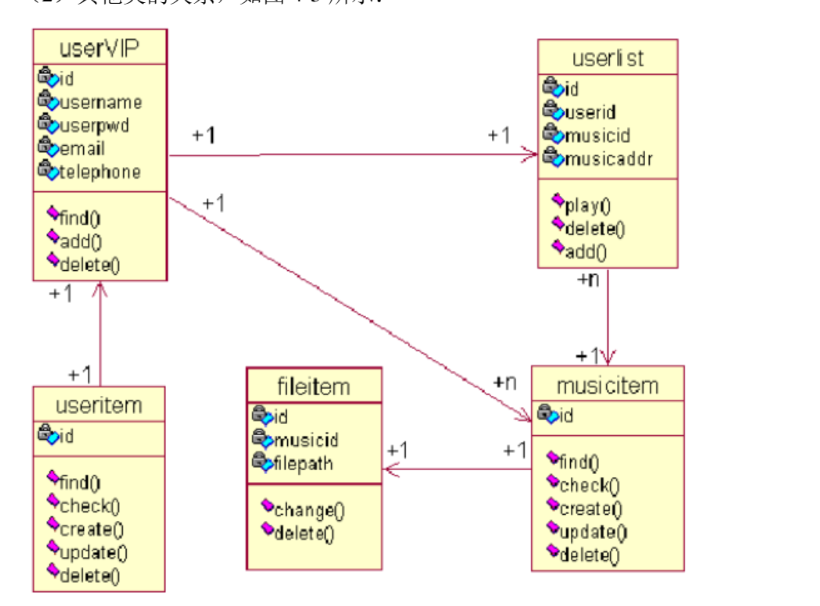 userVIP
id
username
userpwd
email
telephone
find()
add()
delete()
+1
+1
userlist
id
userid
musicid
musicaddr
play()
delete()
add()
+1
+n
+1
+n
+1
+1
+1
useritem
id
find()
check()
create()
update()
delete()
fileitem
id
musicid
filepath
change()
delete()
+1
+1
musicitem
id
find()
check()
create()
update()
delete()